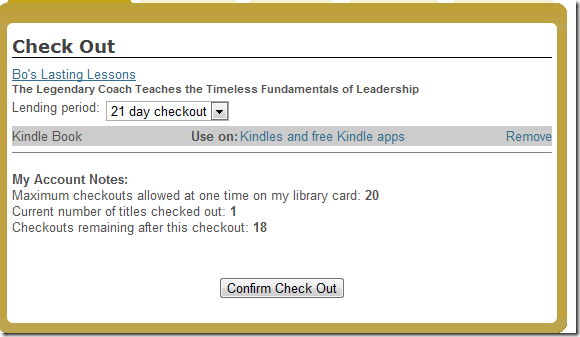 Check Out
Bo's Lasting Lessons
The Legendary Coach Teaches the Timeless Fundamentals of Leadership
Lending period: 21 day checkout
Kindle Book Use on: Kindles and free Kindle apps Remove
My Account Notes:
Maximum checkouts allowed at one time on my library card: 20
Current number of titles checked out: 1
Checkouts remaining after this checkout: 18
Confirm Check Out